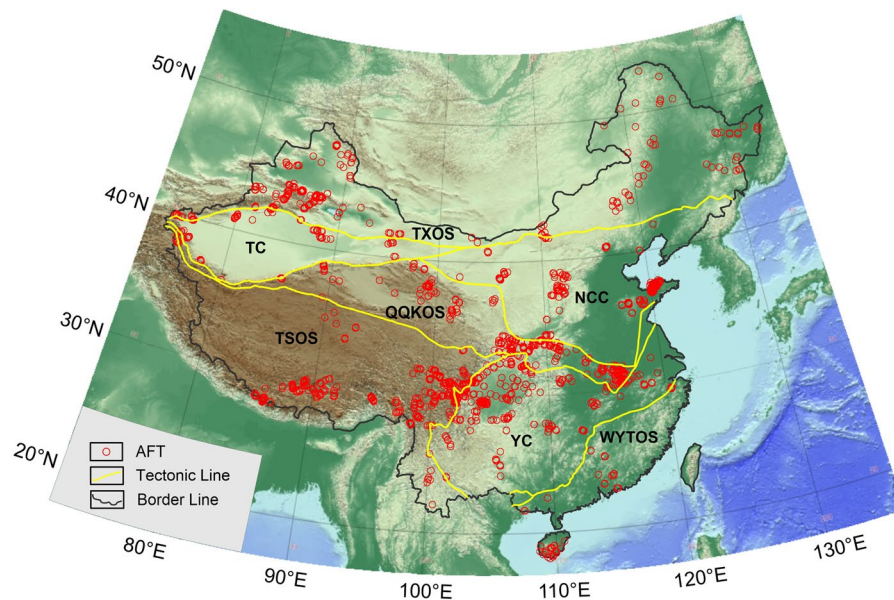 50°N
40°N
30°N
20°N
TC
TXOS
NCC
QQKOS
TSOS
YC
WYTOS
AFT
Tectonic Line
Border Line
80°E
90°E
100°E
110°E
120°E
130°E